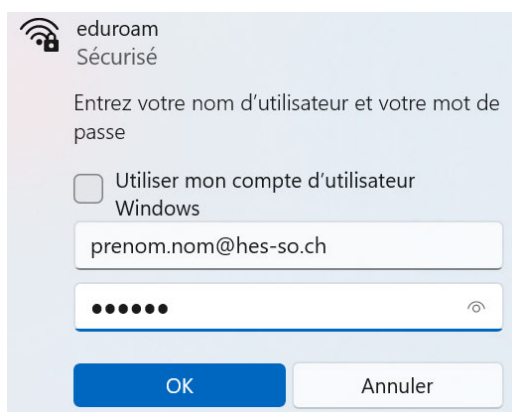 eduroam
Sécurisé
Entrez votre nom d'utilisateur et votre mot de
passe
Utiliser mon compte d'utilisateur
Windows
prenom.nom@hes-so.ch
••••••
OK
Annuler